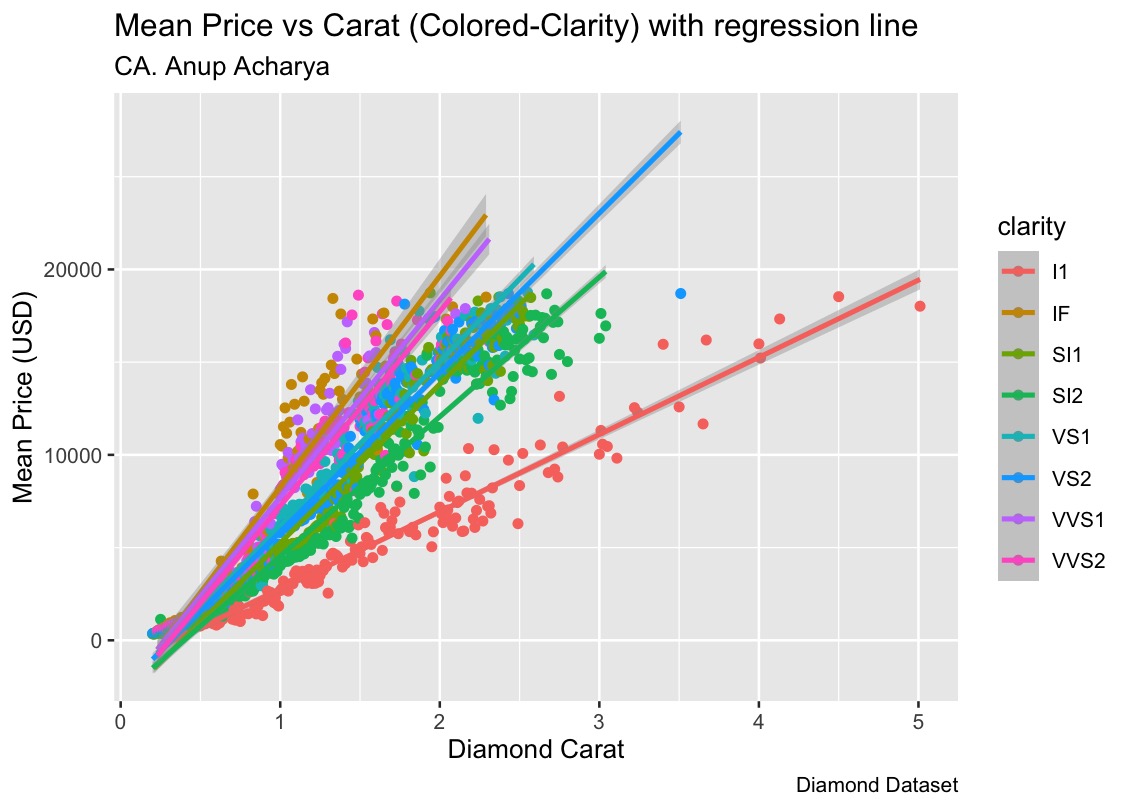 Mean Price vs Carat (Colored-Clarity) with regression line
CA. Anup Acharya
Mean Price (USD)
20000
10000
0
0 1 2 3 4 5
Diamond Carat
Diamond Dataset
clarity
I1
IF
SI1
SI2
VS1
VS2
VVS1
VVS2